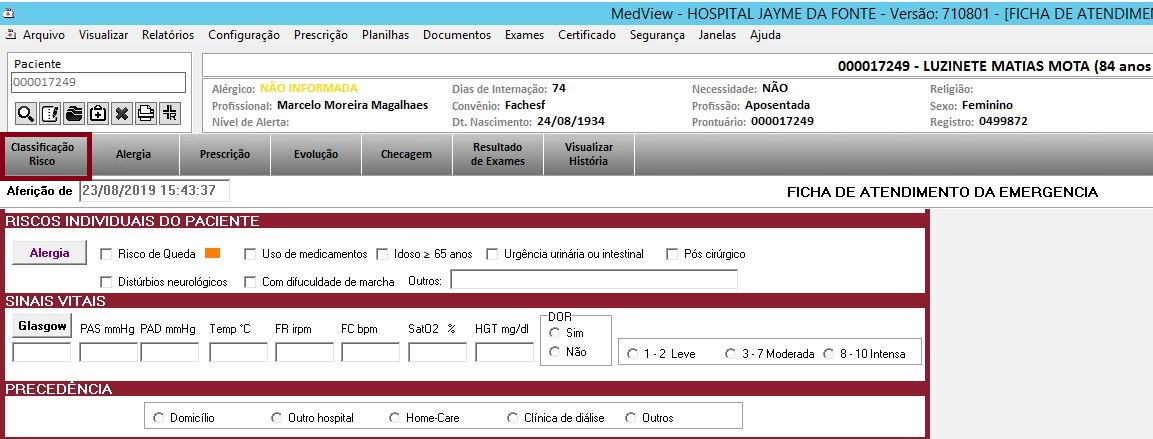 MedView - HOSPITAL JAYME DA FONTE - Versão: 710801 - [FICHA DE ATENDIMEN
Arquivo Visualizar Relatórios Configuração Prescrição Planilhas Documentos Exames Certificado Segurança Janelas Ajuda
Paciente
000017249
000017249 - LUZINETE MATIAS MOTA (84 anos
Alérgico: NÃO INFORMADA Dias de Internação: 74 Necessidade: NÃO Religião:
Profissional: Marcelo Moreira Magalhaes Convênio: Fachesf Profissão: Aposentada Sexo: Feminino
Nível de Alerta: Dt. Nascimento: 24/08/1934 Prontuário: 000017249 Registro: 0499872
Classificação Risco Alergia Prescrição Evolução Checagem Resultado de Exames Visualizar História
Aferição de 23/08/2019 15:43:37 FICHA DE ATENDIMENTO DA EMERGENCIA
RISCOS INDIVIDUAIS DO PACIENTE
Alergia Risco de Queda Uso de medicamentos Idoso ≥ 65 anos Urgência urinária ou intestinal Pós cirúrgico
Distúrbios neurológicos Com difuculdade de marcha Outros:
SINAIS VITAIS
Glasgow PAS mmHg PAD mmHg Temp °C FR irpm FC bpm SatO2 % HGT mg/dl DOR
Sim
Não 1 - 2 Leve 3 - 7 Moderada 8 - 10 Intensa
PRECEDÊNCIA
Domicílio Outro hospital Home-Care Clínica de diálise Outros